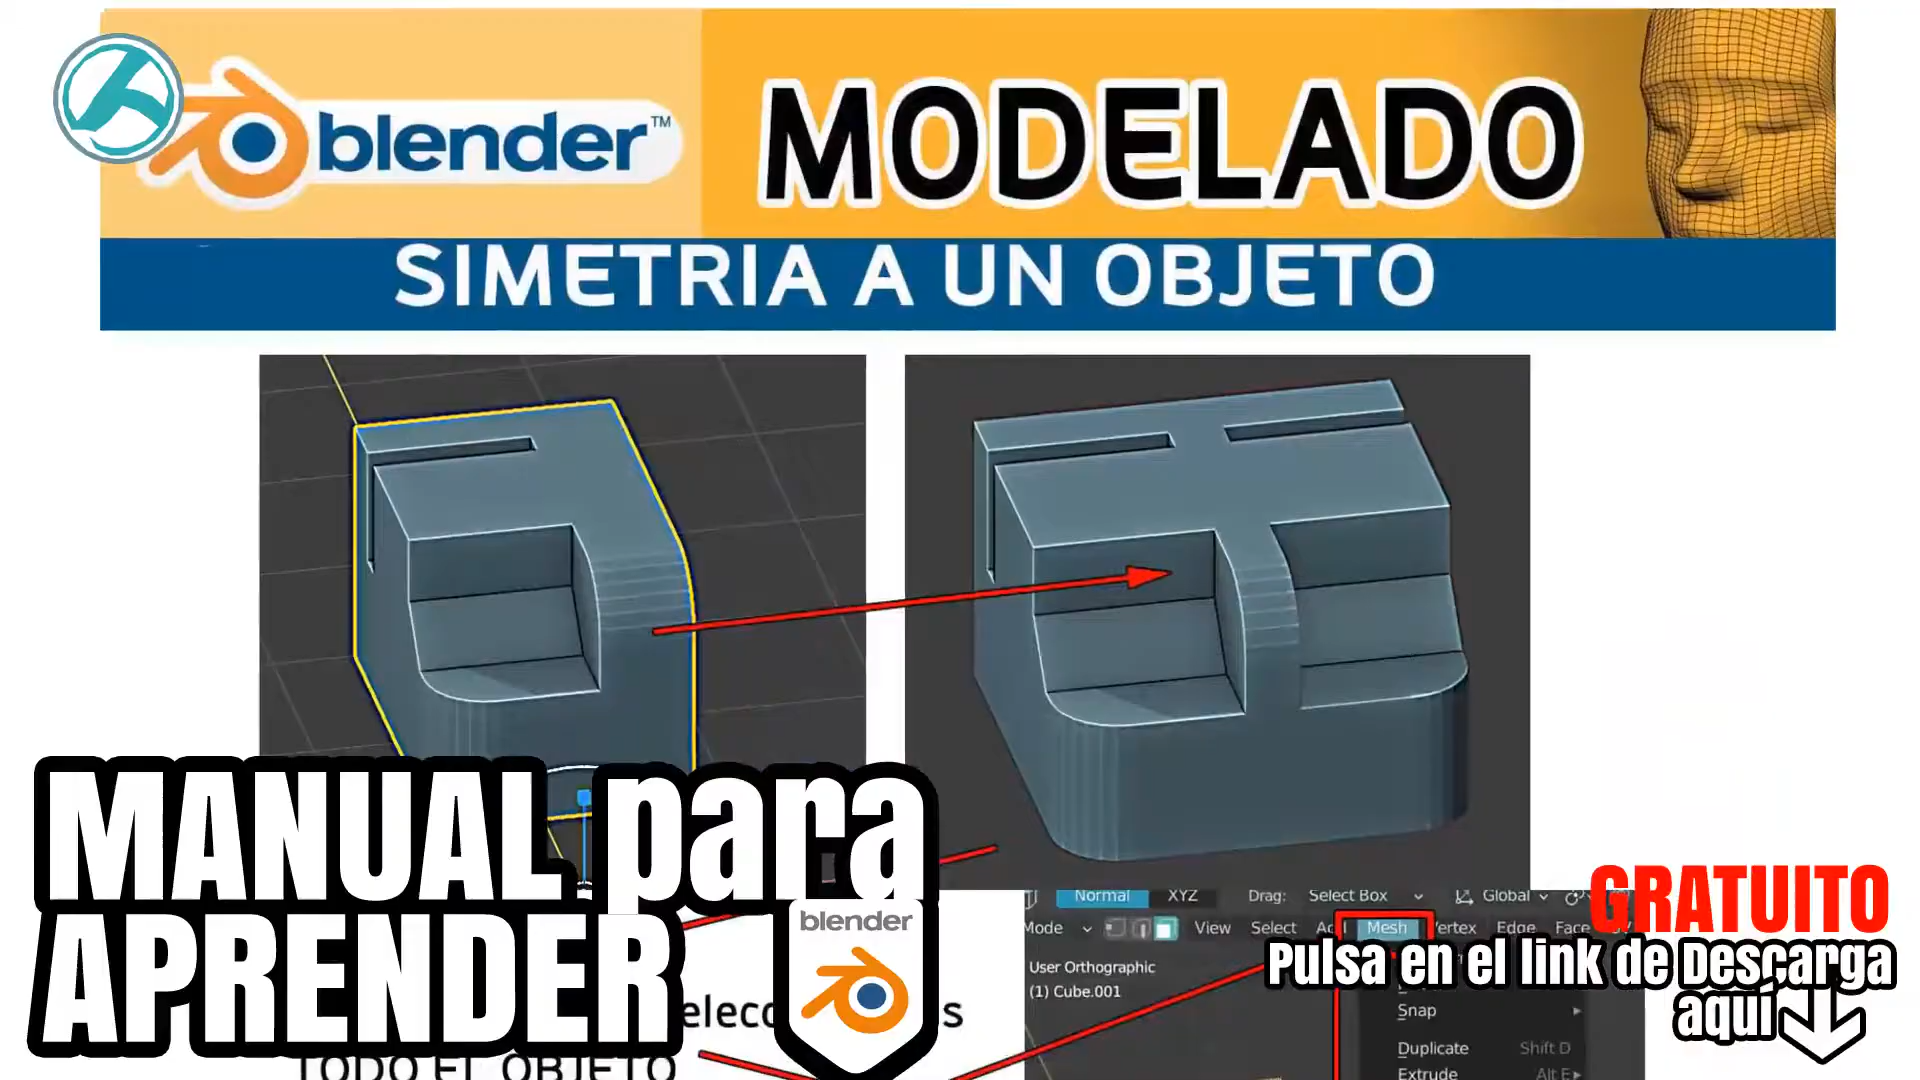 blender™
MODELADO
SIMETRIA A UN OBJETO
MANUAL para
APRENDER
blender
TODO EL OBJETO
Normal XYZ Drag: Select Box Global
Mode View Select Mesh Vertex Edge Face
User Orthographic
(1) Cube.001
Snap
Duplicate Shift D
Extrude Alt E
GRATUITO
Pulsa en el link de Descarga
aquí